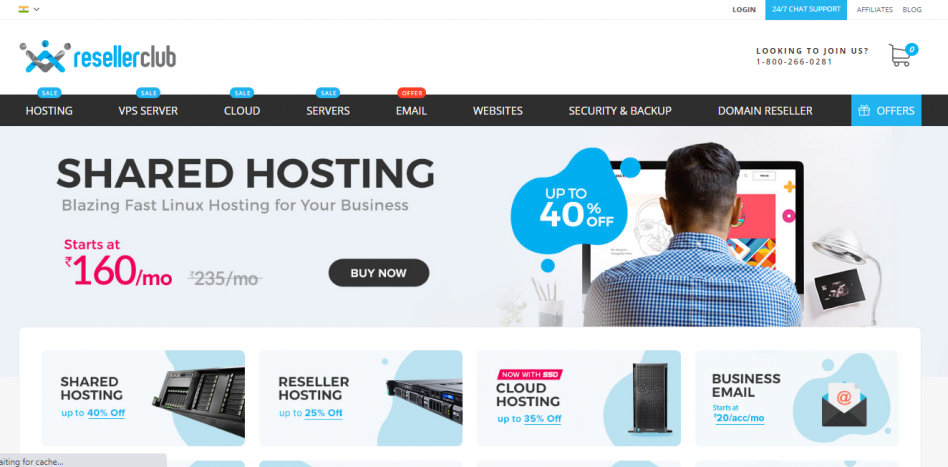 LOGIN
24/7 CHAT SUPPORT
AFFILIATES
BLOG
resellerclub
LOOKING TO JOIN US?
1-800-266-0281
0
SALE
SALE
SALE
SALE
OFFER
HOSTING
VPS SERVER
CLOUD
SERVERS
EMAIL
WEBSITES
SECURITY & BACKUP
DOMAIN RESELLER
OFFERS
SHARED HOSTING
Blazing Fast Linux Hosting for Your Business
Starts at
₹160/mo ₹235/mo
BUY NOW
UP TO
40% OFF
SHARED
HOSTING
up to 40% Off
RESELLER
HOSTING
up to 25% Off
NOW WITH SSD
CLOUD
HOSTING
up to 35% Off
BUSINESS
EMAIL
Starts at
₹20/acc/mo
@
aiting for cache...